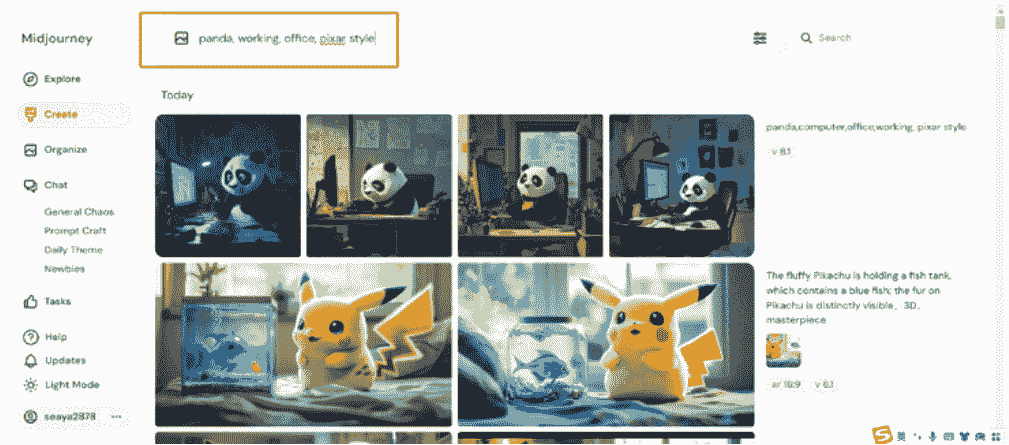 Midjourney
panda, working, office, pixar style
Search
Explore
Create
Organize
Chat
General Chaos
Prompt Craft
Daily Theme
Newbies
Tasks
Help
Updates
Light Mode
seaya2878
Today
panda,computer,office,working, pixar style
v 6.1
The fluffy Pikachu is holding a fish tank,
which contains a blue fish; the fur on
Pikachu is distinctly visible, 3D,
masterpiece
ar 16:9 v 6.1
S 英